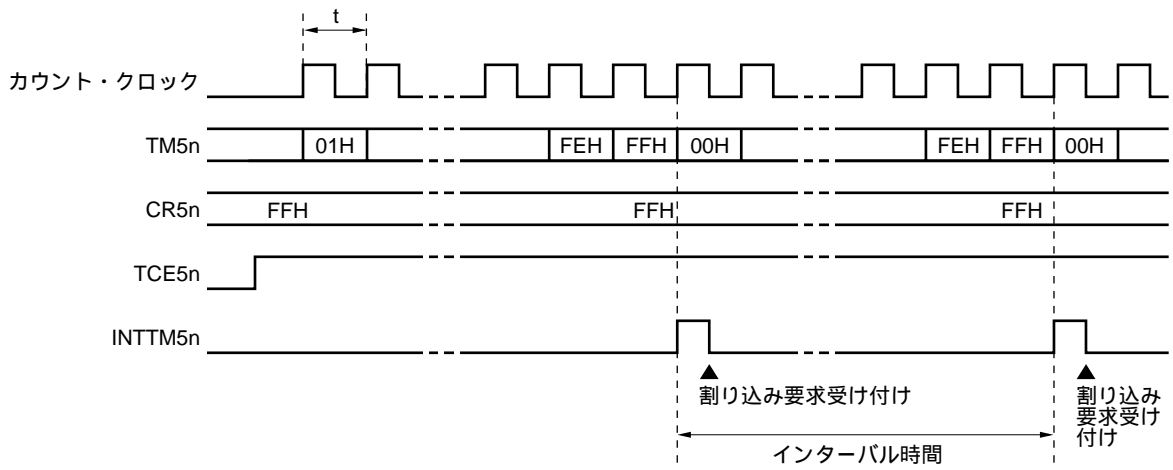 t
カウント・クロック
TM5n 01H FEH FFH 00H FEH FFH 00H
CR5n FFH FFH FFH
TCE5n
INTTM5n
割り込み要求受け付け
割り込み
要求受け
付け
インターバル時間